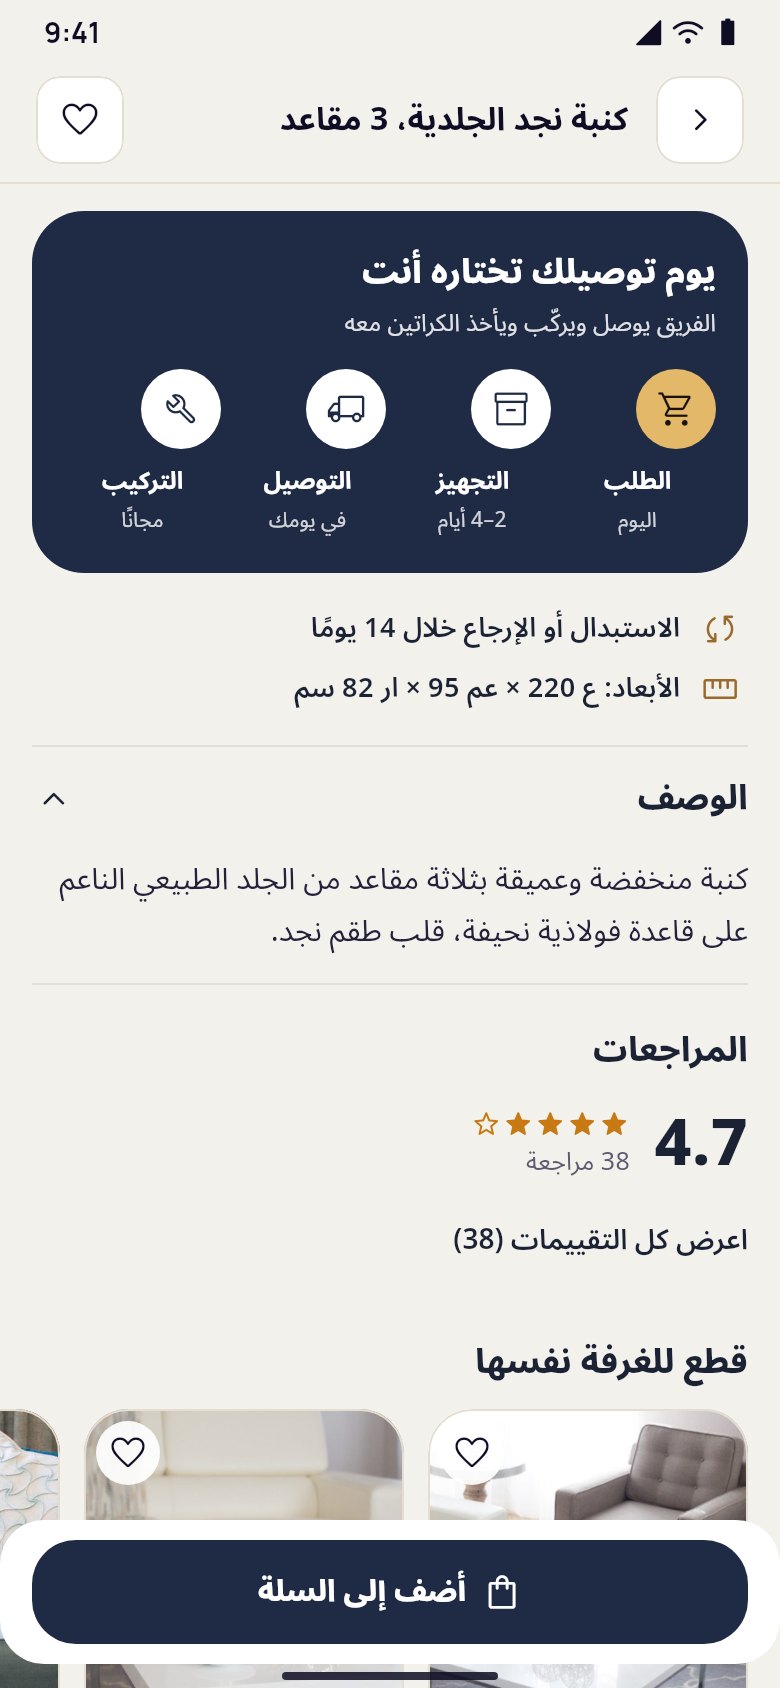 9:41
كنبة نجد الجلدية، 3 مقاعد
يوم توصيلك تختاره أنت
الفريق يوصل ويركّب ويأخذ الكراتين معه
الطلب
اليوم
التجهيز
2–4 أيام
التوصيل
في يومك
التركيب
مجانًا
الاستبدال أو الإرجاع خلال 14 يومًا
الأبعاد: ع 220 × عم 95 × ار 82 سم
الوصف
كنبة منخفضة وعميقة بثلاثة مقاعد من الجلد الطبيعي الناعم
على قاعدة فولاذية نحيفة، قلب طقم نجد.
المراجعات
4.7
38 مراجعة
اعرض كل التقييمات (38)
قطع للغرفة نفسها
أضف إلى السلة